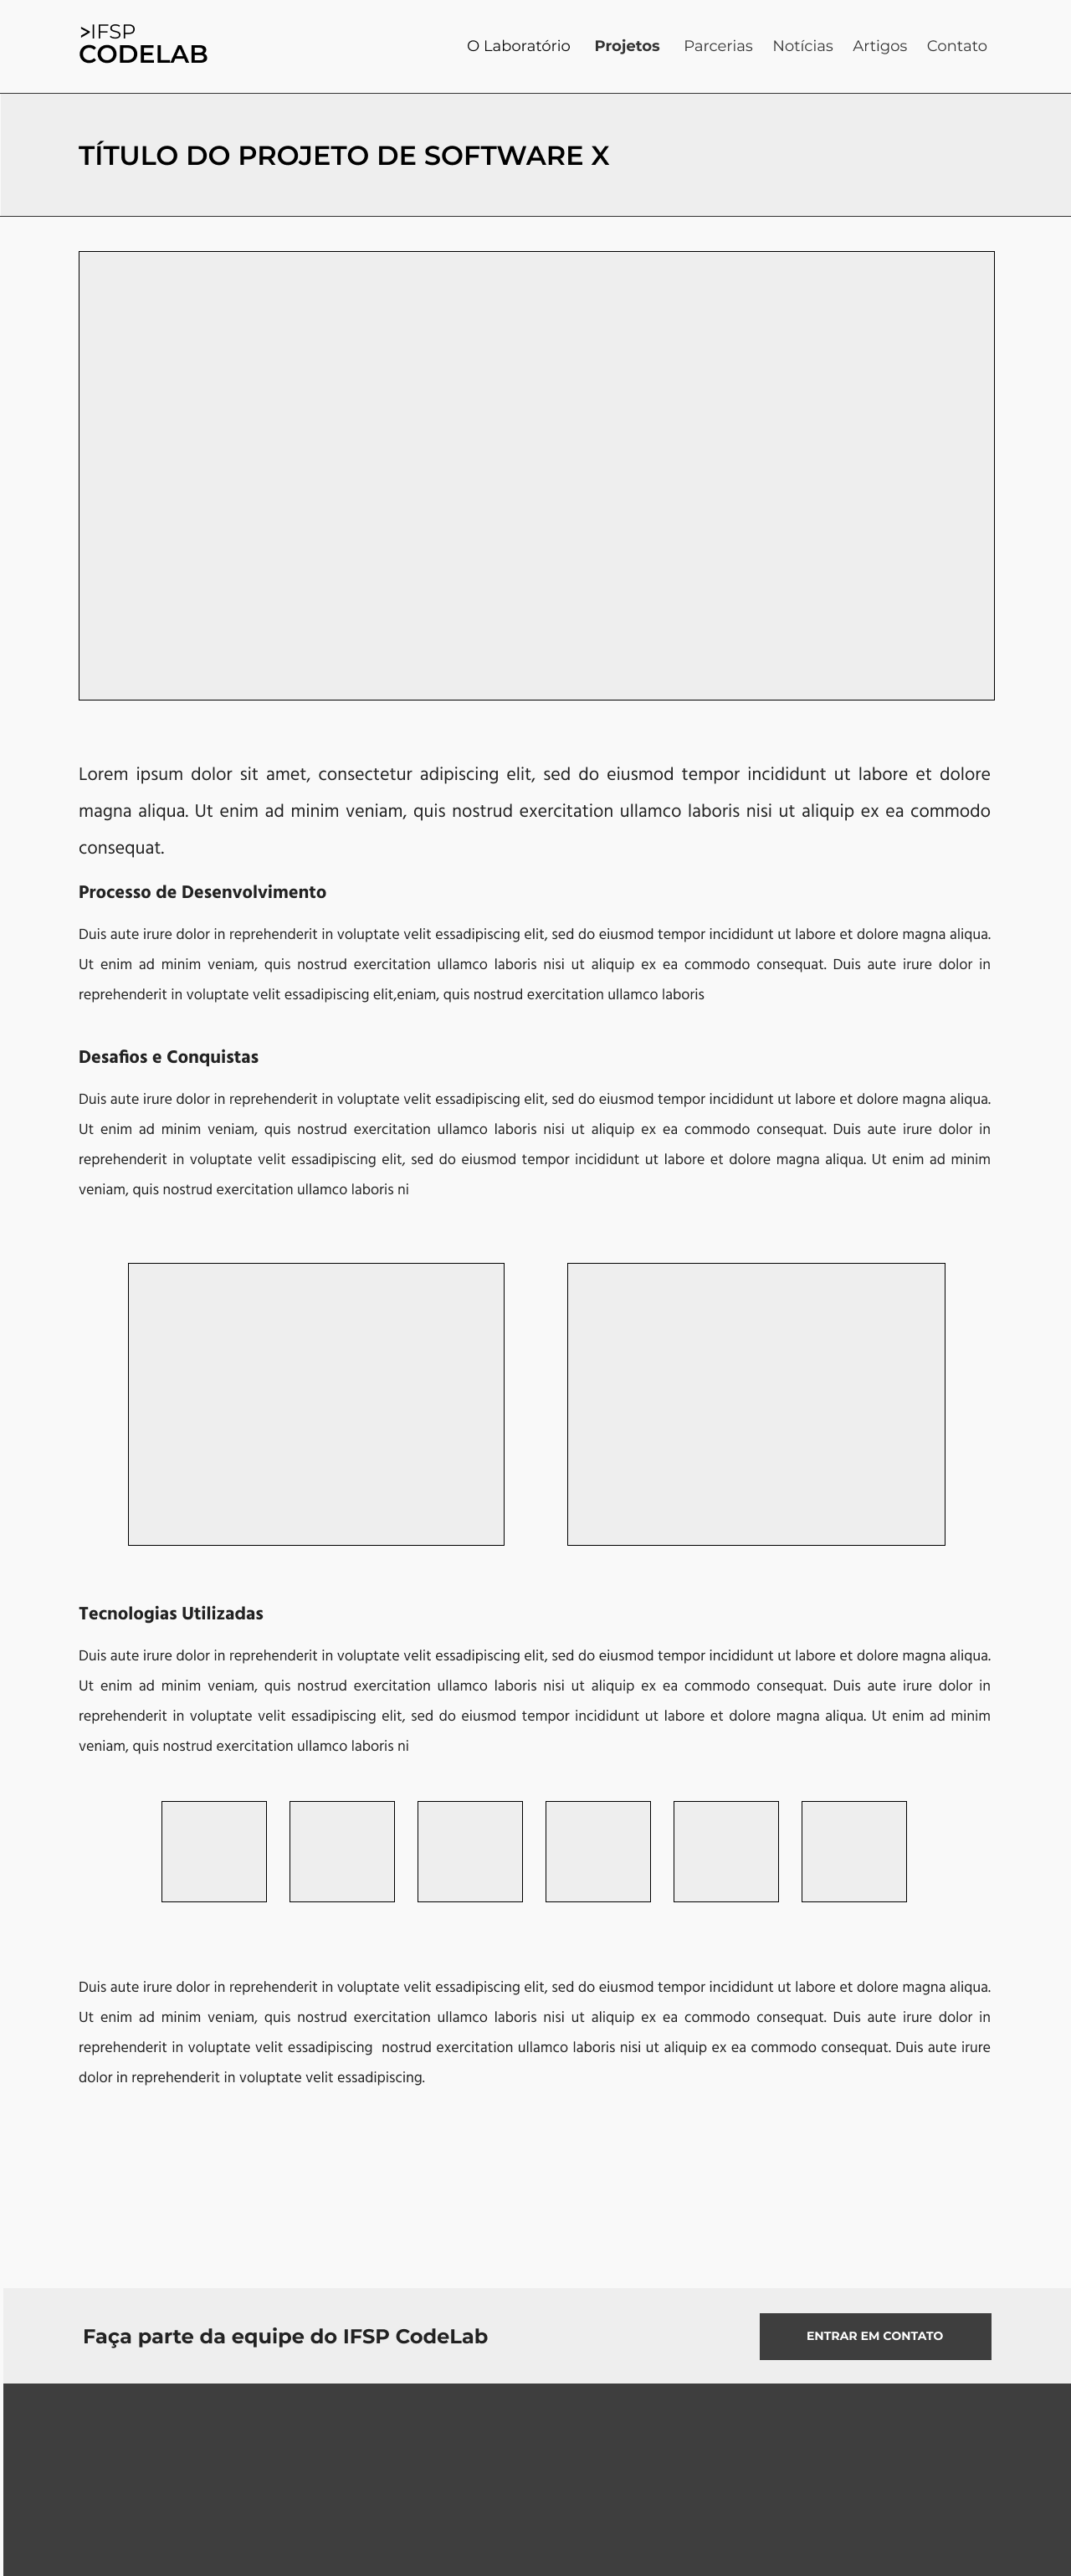 >IFSP
CODELAB
O Laboratório Projetos Parcerias Notícias Artigos Contato
TÍTULO DO PROJETO DE SOFTWARE X
Lorem ipsum dolor sit amet, consectetur adipiscing elit, sed do eiusmod tempor incididunt ut labore et dolore
magna aliqua. Ut enim ad minim veniam, quis nostrud exercitation ullamco laboris nisi ut aliquip ex ea commodo
consequat.
Processo de Desenvolvimento
Duis aute irure dolor in reprehenderit in voluptate velit essadipiscing elit, sed do eiusmod tempor incididunt ut labore et dolore magna aliqua.
Ut enim ad minim veniam, quis nostrud exercitation ullamco laboris nisi ut aliquip ex ea commodo consequat. Duis aute irure dolor in
reprehenderit in voluptate velit essadipiscing elit,eniam, quis nostrud exercitation ullamco laboris
Desafios e Conquistas
Duis aute irure dolor in reprehenderit in voluptate velit essadipiscing elit, sed do eiusmod tempor incididunt ut labore et dolore magna aliqua.
Ut enim ad minim veniam, quis nostrud exercitation ullamco laboris nisi ut aliquip ex ea commodo consequat. Duis aute irure dolor in
reprehenderit in voluptate velit essadipiscing elit, sed do eiusmod tempor incididunt ut labore et dolore magna aliqua. Ut enim ad minim
veniam, quis nostrud exercitation ullamco laboris ni
Tecnologias Utilizadas
Duis aute irure dolor in reprehenderit in voluptate velit essadipiscing elit, sed do eiusmod tempor incididunt ut labore et dolore magna aliqua.
Ut enim ad minim veniam, quis nostrud exercitation ullamco laboris nisi ut aliquip ex ea commodo consequat. Duis aute irure dolor in
reprehenderit in voluptate velit essadipiscing elit, sed do eiusmod tempor incididunt ut labore et dolore magna aliqua. Ut enim ad minim
veniam, quis nostrud exercitation ullamco laboris ni
Duis aute irure dolor in reprehenderit in voluptate velit essadipiscing elit, sed do eiusmod tempor incididunt ut labore et dolore magna aliqua.
Ut enim ad minim veniam, quis nostrud exercitation ullamco laboris nisi ut aliquip ex ea commodo consequat. Duis aute irure dolor in
reprehenderit in voluptate velit essadipiscing  nostrud exercitation ullamco laboris nisi ut aliquip ex ea commodo consequat. Duis aute irure
dolor in reprehenderit in voluptate velit essadipiscing.
Faça parte da equipe do IFSP CodeLab
ENTRAR EM CONTATO